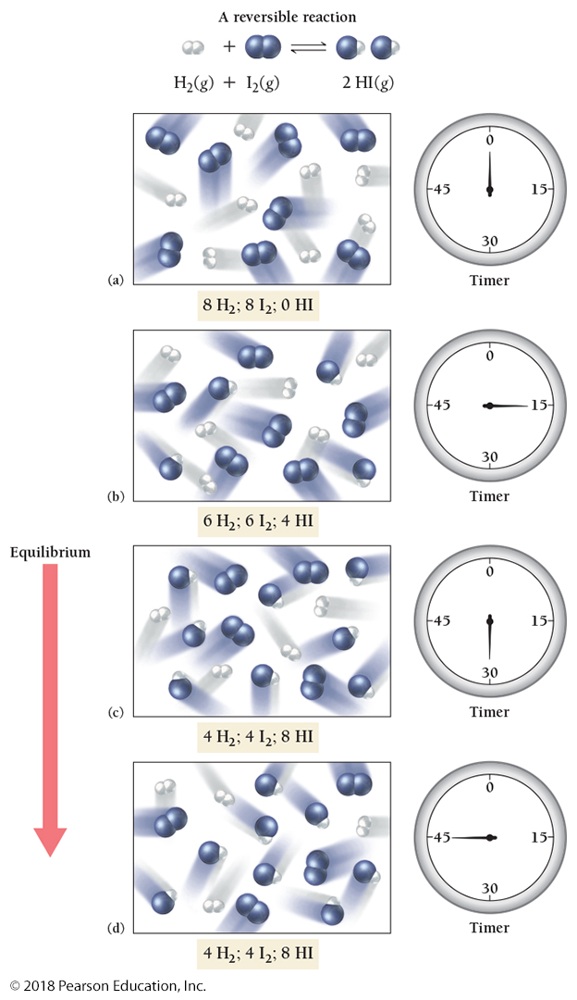 A reversible reaction
+
H₂(g) + I₂(g) 2 HI(g)
0
45 15
30
(a) Timer
8 H₂; 8 I₂; 0 HI
0
45 15
30
(b) Timer
6 H₂; 6 I₂; 4 HI
Equilibrium
0
45 15
30
(c) Timer
4 H₂; 4 I₂; 8 HI
0
45 15
30
(d) Timer
4 H₂; 4 I₂; 8 HI
© 2018 Pearson Education, Inc.